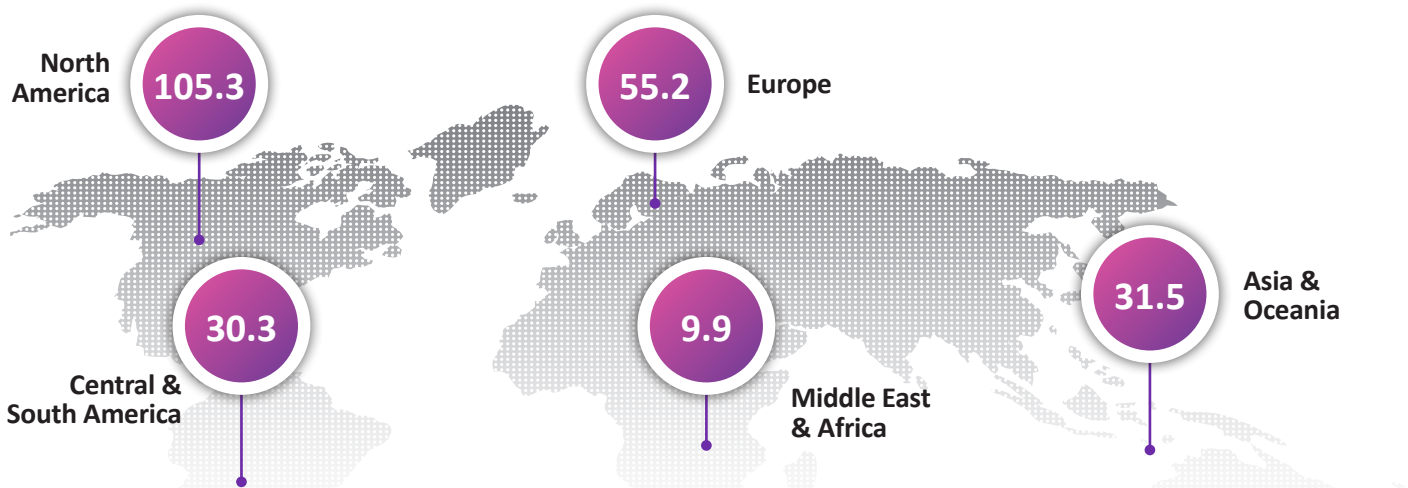 North
America
105.3
55.2
Europe
30.3
Central &
South America
9.9
Middle East
& Africa
31.5
Asia &
Oceania